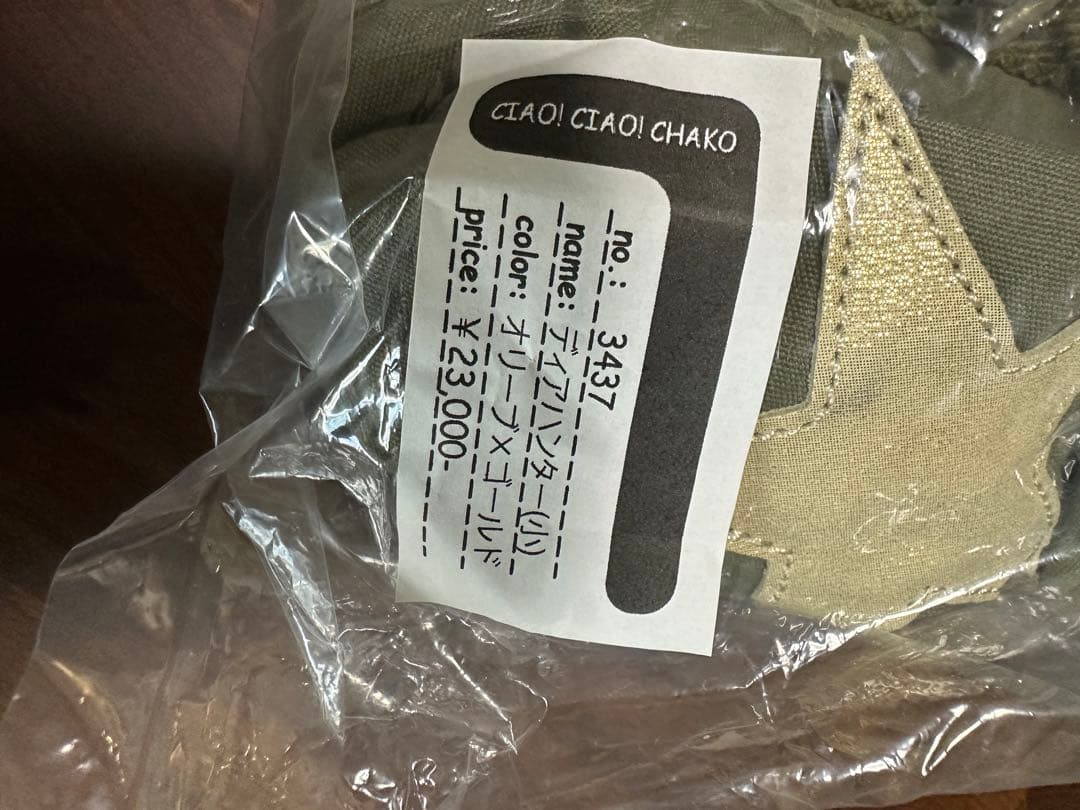 CIAO! CIAO! CHAKO
no.: 3437
name: ディアハンター(小)
color: オリーブ×ゴールド
price: ¥23,000